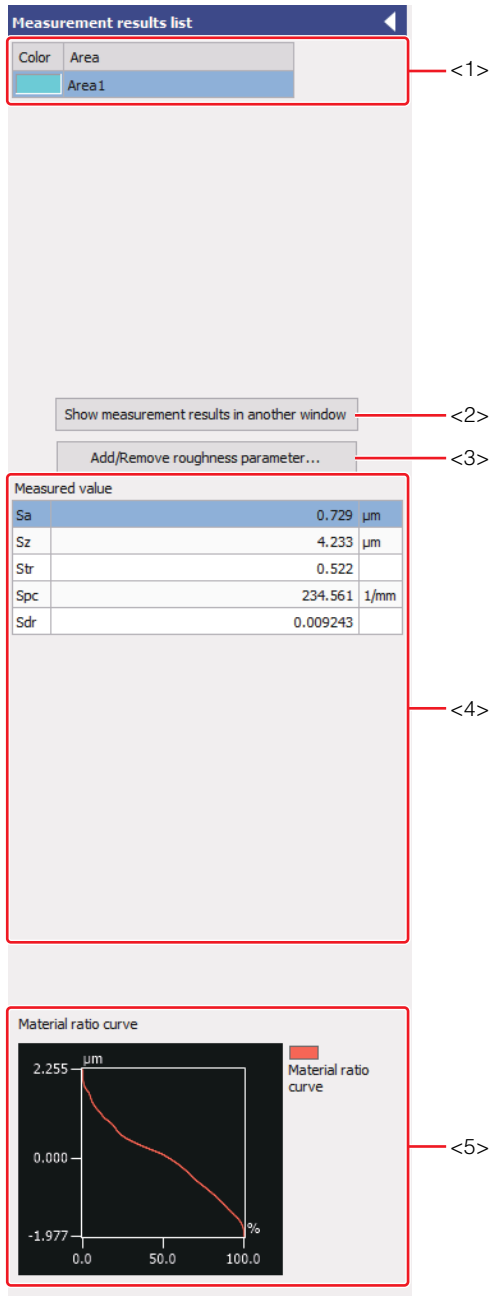 Measurement results list
Color Area
<1>
Area1
Show measurement results in another window
<2>
Add/Remove roughness parameter...
<3>
Measured value
Sa 0.729 µm
Sz 4.233 µm
Str 0.522
Spc 234.561 1/mm
Sdr 0.009243
<4>
Material ratio curve
µm
2.255
Material ratio
curve
0.000
<5>
-1.977
%
0.0 50.0 100.0